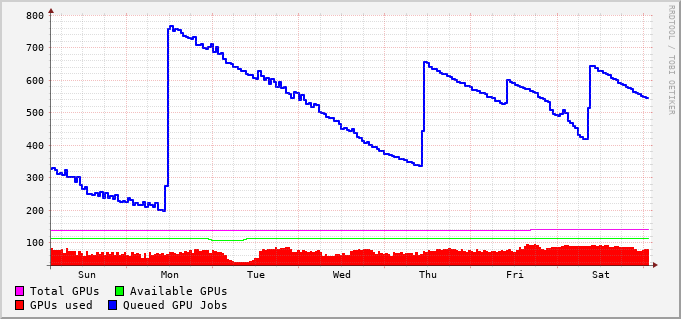 800
700
600
500
400
300
200
100
Sun Mon Tue Wed Thu Fri Sat
Total GPUs Available GPUs
GPUs used Queued GPU Jobs
RRDTOOL / TOBI OETIKER